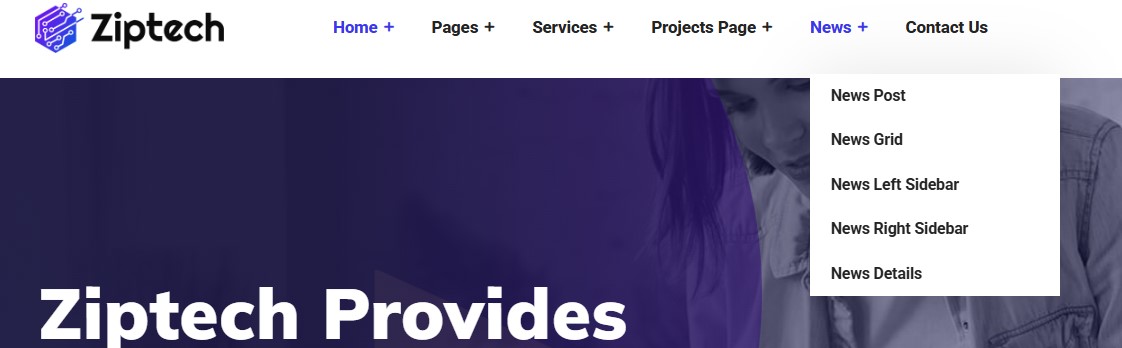 Ziptech
Home + Pages + Services + Projects Page + News + Contact Us
News Post
News Grid
News Left Sidebar
News Right Sidebar
News Details
Ziptech Provides